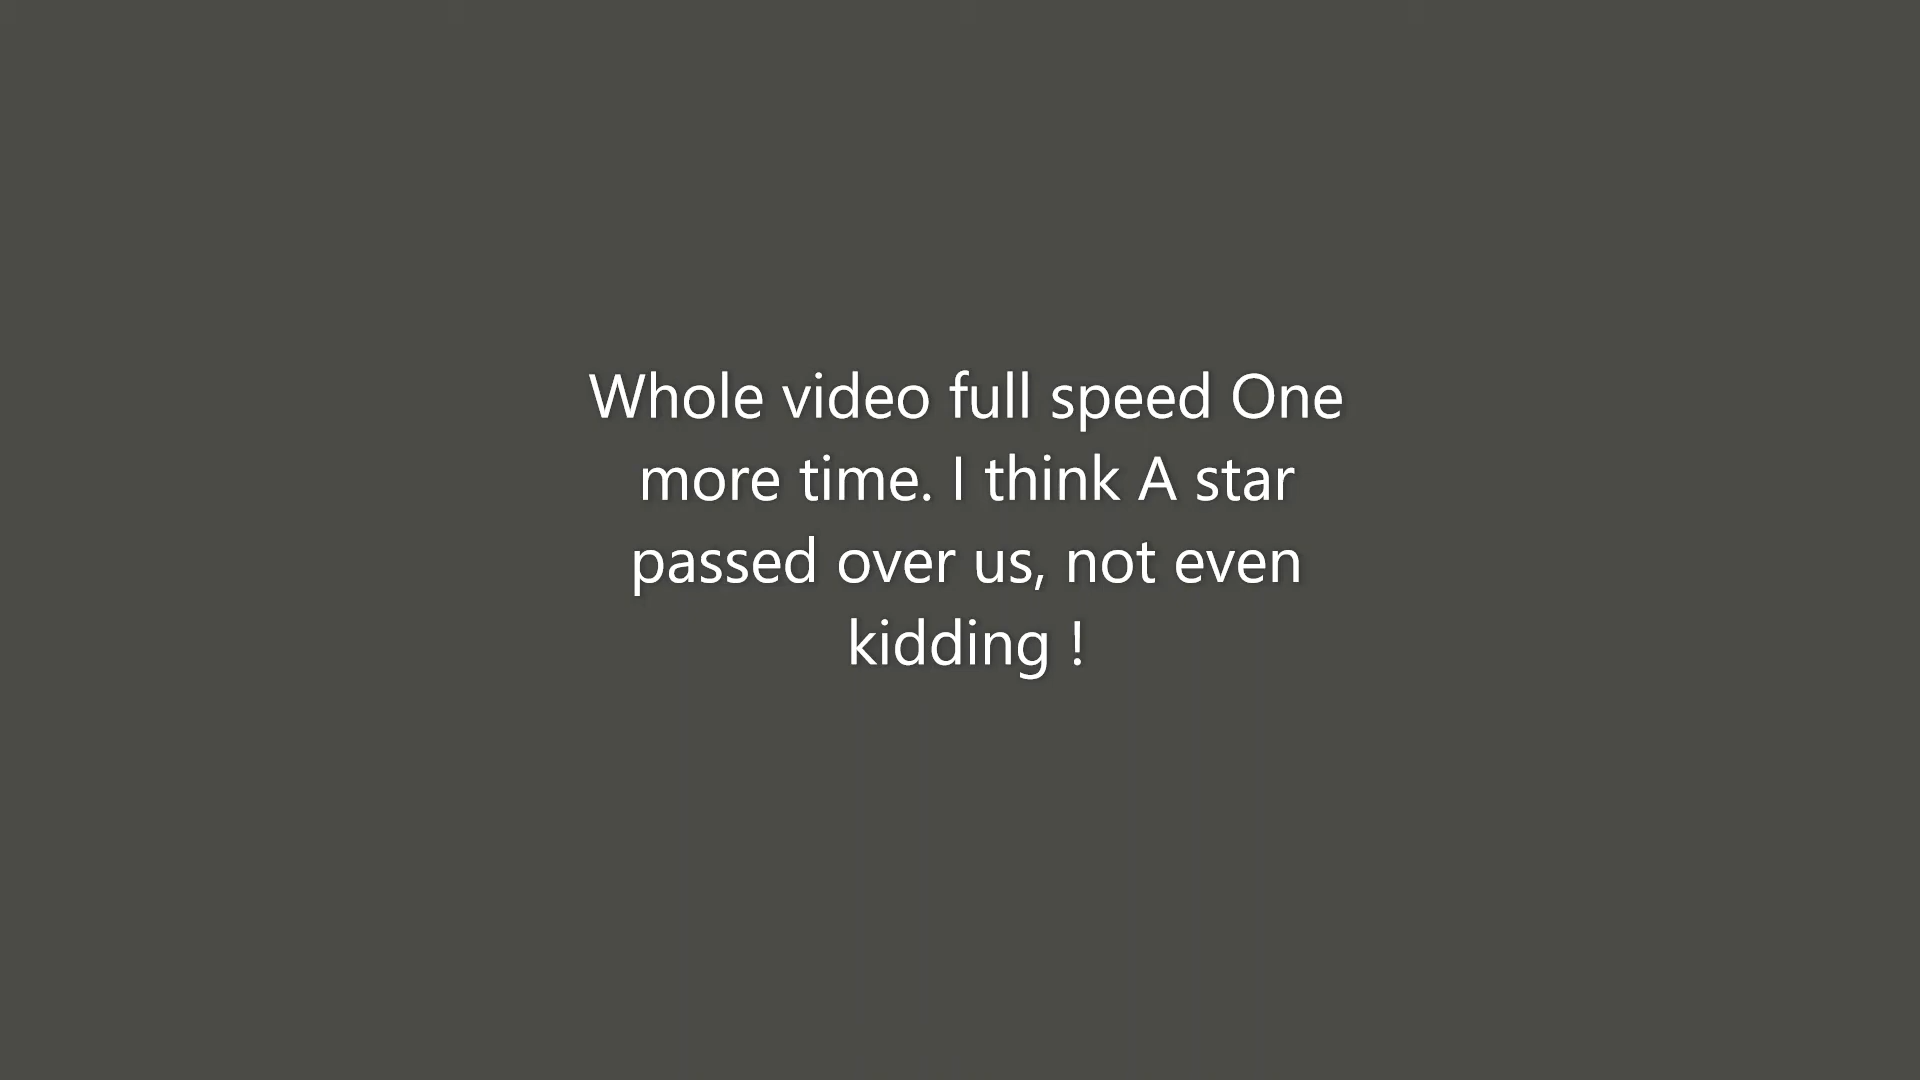 Whole video full speed One
more time. I think A star
passed over us, not even
kidding !